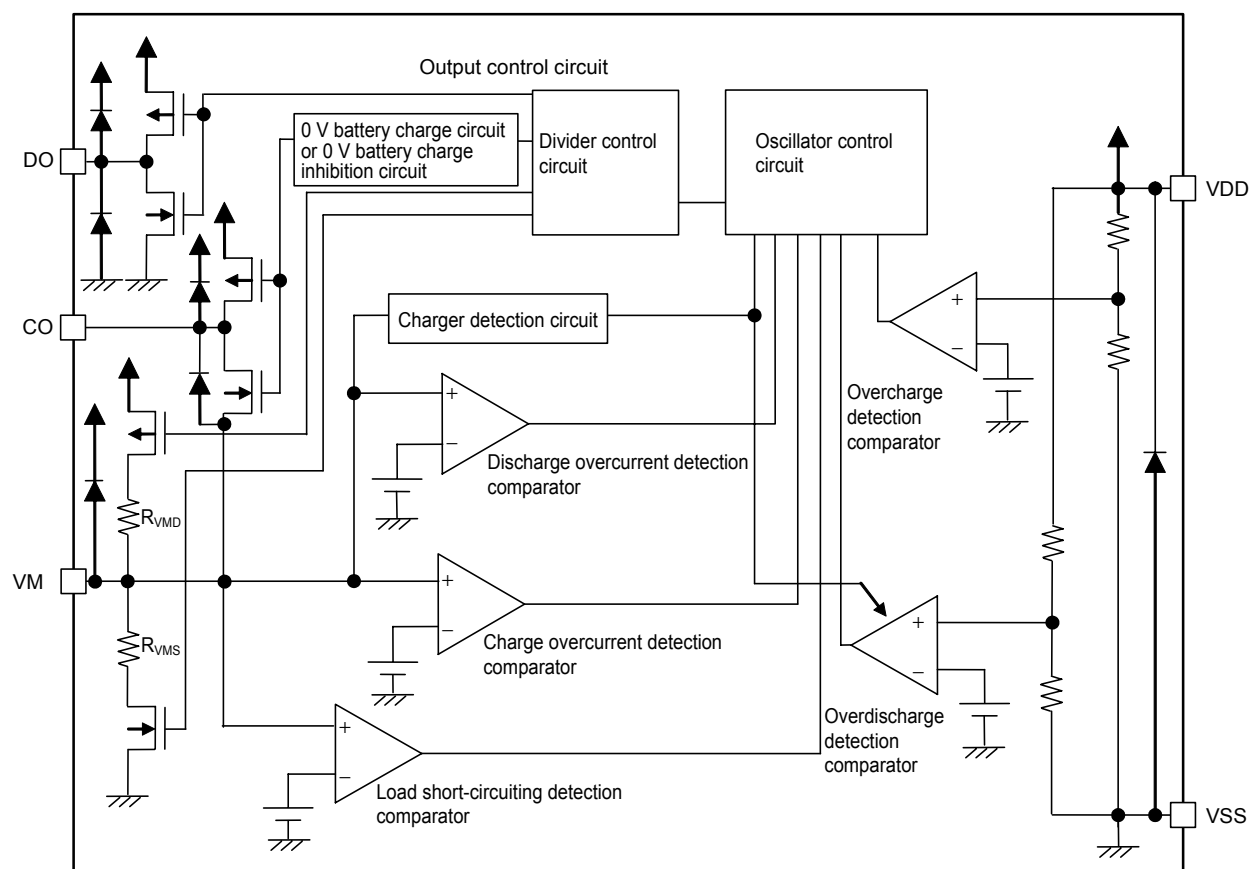 Output control circuit
0 V battery charge circuit
or 0 V battery charge
inhibition circuit
Divider control
circuit
Oscillator control
circuit
DO
VDD
CO
Charger detection circuit
+
−
Overcharge
detection
comparator
+
−
Discharge overcurrent detection
comparator
RVMD
VM
+
−
Charge overcurrent detection
comparator
+
−
Overdischarge
detection
comparator
RVMS
+
−
Load short-circuiting detection
comparator
VSS